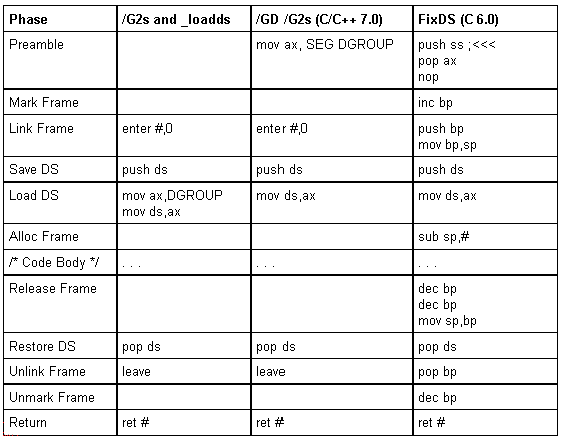 Phase /G2s and _loadds /GD /G2s (C/C++ 7.0) FixDS (C 6.0)
Preamble mov ax, SEG DGROUP push ss ;<<<
pop ax
nop
Mark Frame inc bp
Link Frame enter #,0 enter #,0 push bp
mov bp,sp
Save DS push ds push ds push ds
Load DS mov ax,DGROUP mov ds,ax mov ds,ax
mov ds,ax
Alloc Frame sub sp,#
/* Code Body */ . . . . . . . . .
Release Frame dec bp
dec bp
mov sp,bp
Restore DS pop ds pop ds pop ds
Unlink Frame leave leave pop bp
Unmark Frame dec bp
Return ret # ret # ret #